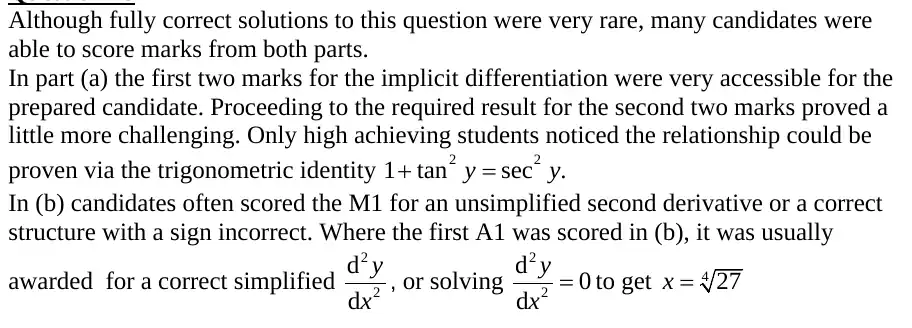 Although fully correct solutions to this question were very rare, many candidates were
able to score marks from both parts.
In part (a) the first two marks for the implicit differentiation were very accessible for the
prepared candidate. Proceeding to the required result for the second two marks proved a
little more challenging. Only high achieving students noticed the relationship could be
proven via the trigonometric identity 1+ tan² y = sec² y.
In (b) candidates often scored the M1 for an unsimplified second derivative or a correct
structure with a sign incorrect. Where the first A1 was scored in (b), it was usually
awarded for a correct simplified d²y/dx², or solving d²y/dx² = 0 to get x = ∜27